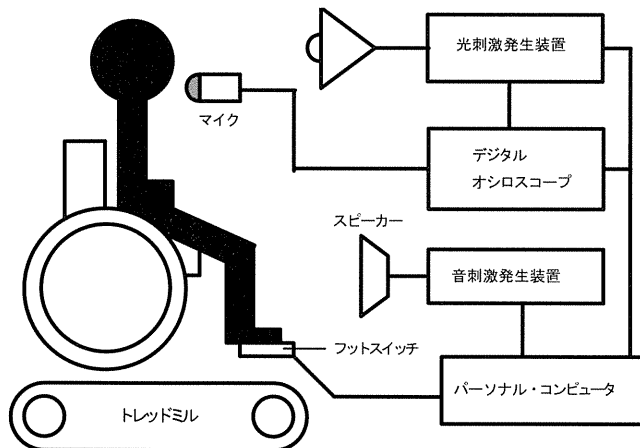 光刺激発生装置
マイク
デジタル
オシロスコープ
スピーカー
音刺激発生装置
フットスイッチ
パーソナル・コンピュータ
トレッドミル